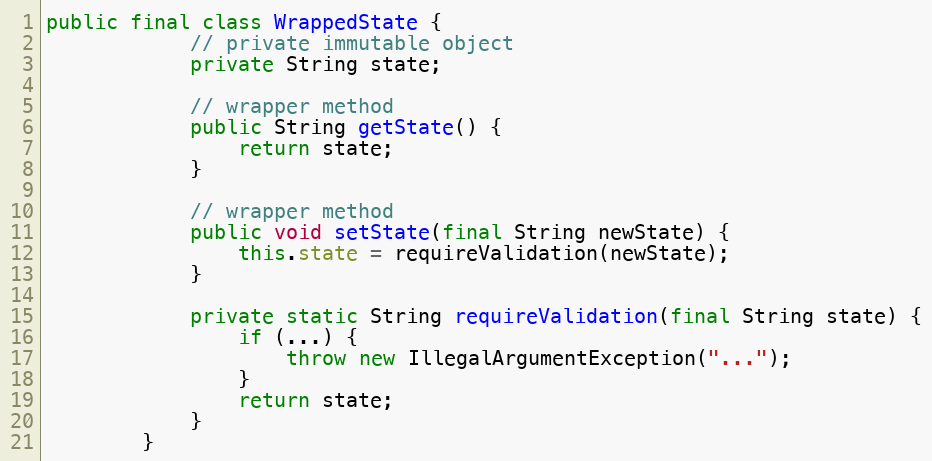 1 public final class WrappedState {
2             // private immutable object
3             private String state;
4
5             // wrapper method
6             public String getState() {
7                 return state;
8             }
9
10             // wrapper method
11             public void setState(final String newState) {
12                 this.state = requireValidation(newState);
13             }
14
15             private static String requireValidation(final String state) {
16                 if (...) {
17                     throw new IllegalArgumentException("...");
18                 }
19                 return state;
20             }
21         }